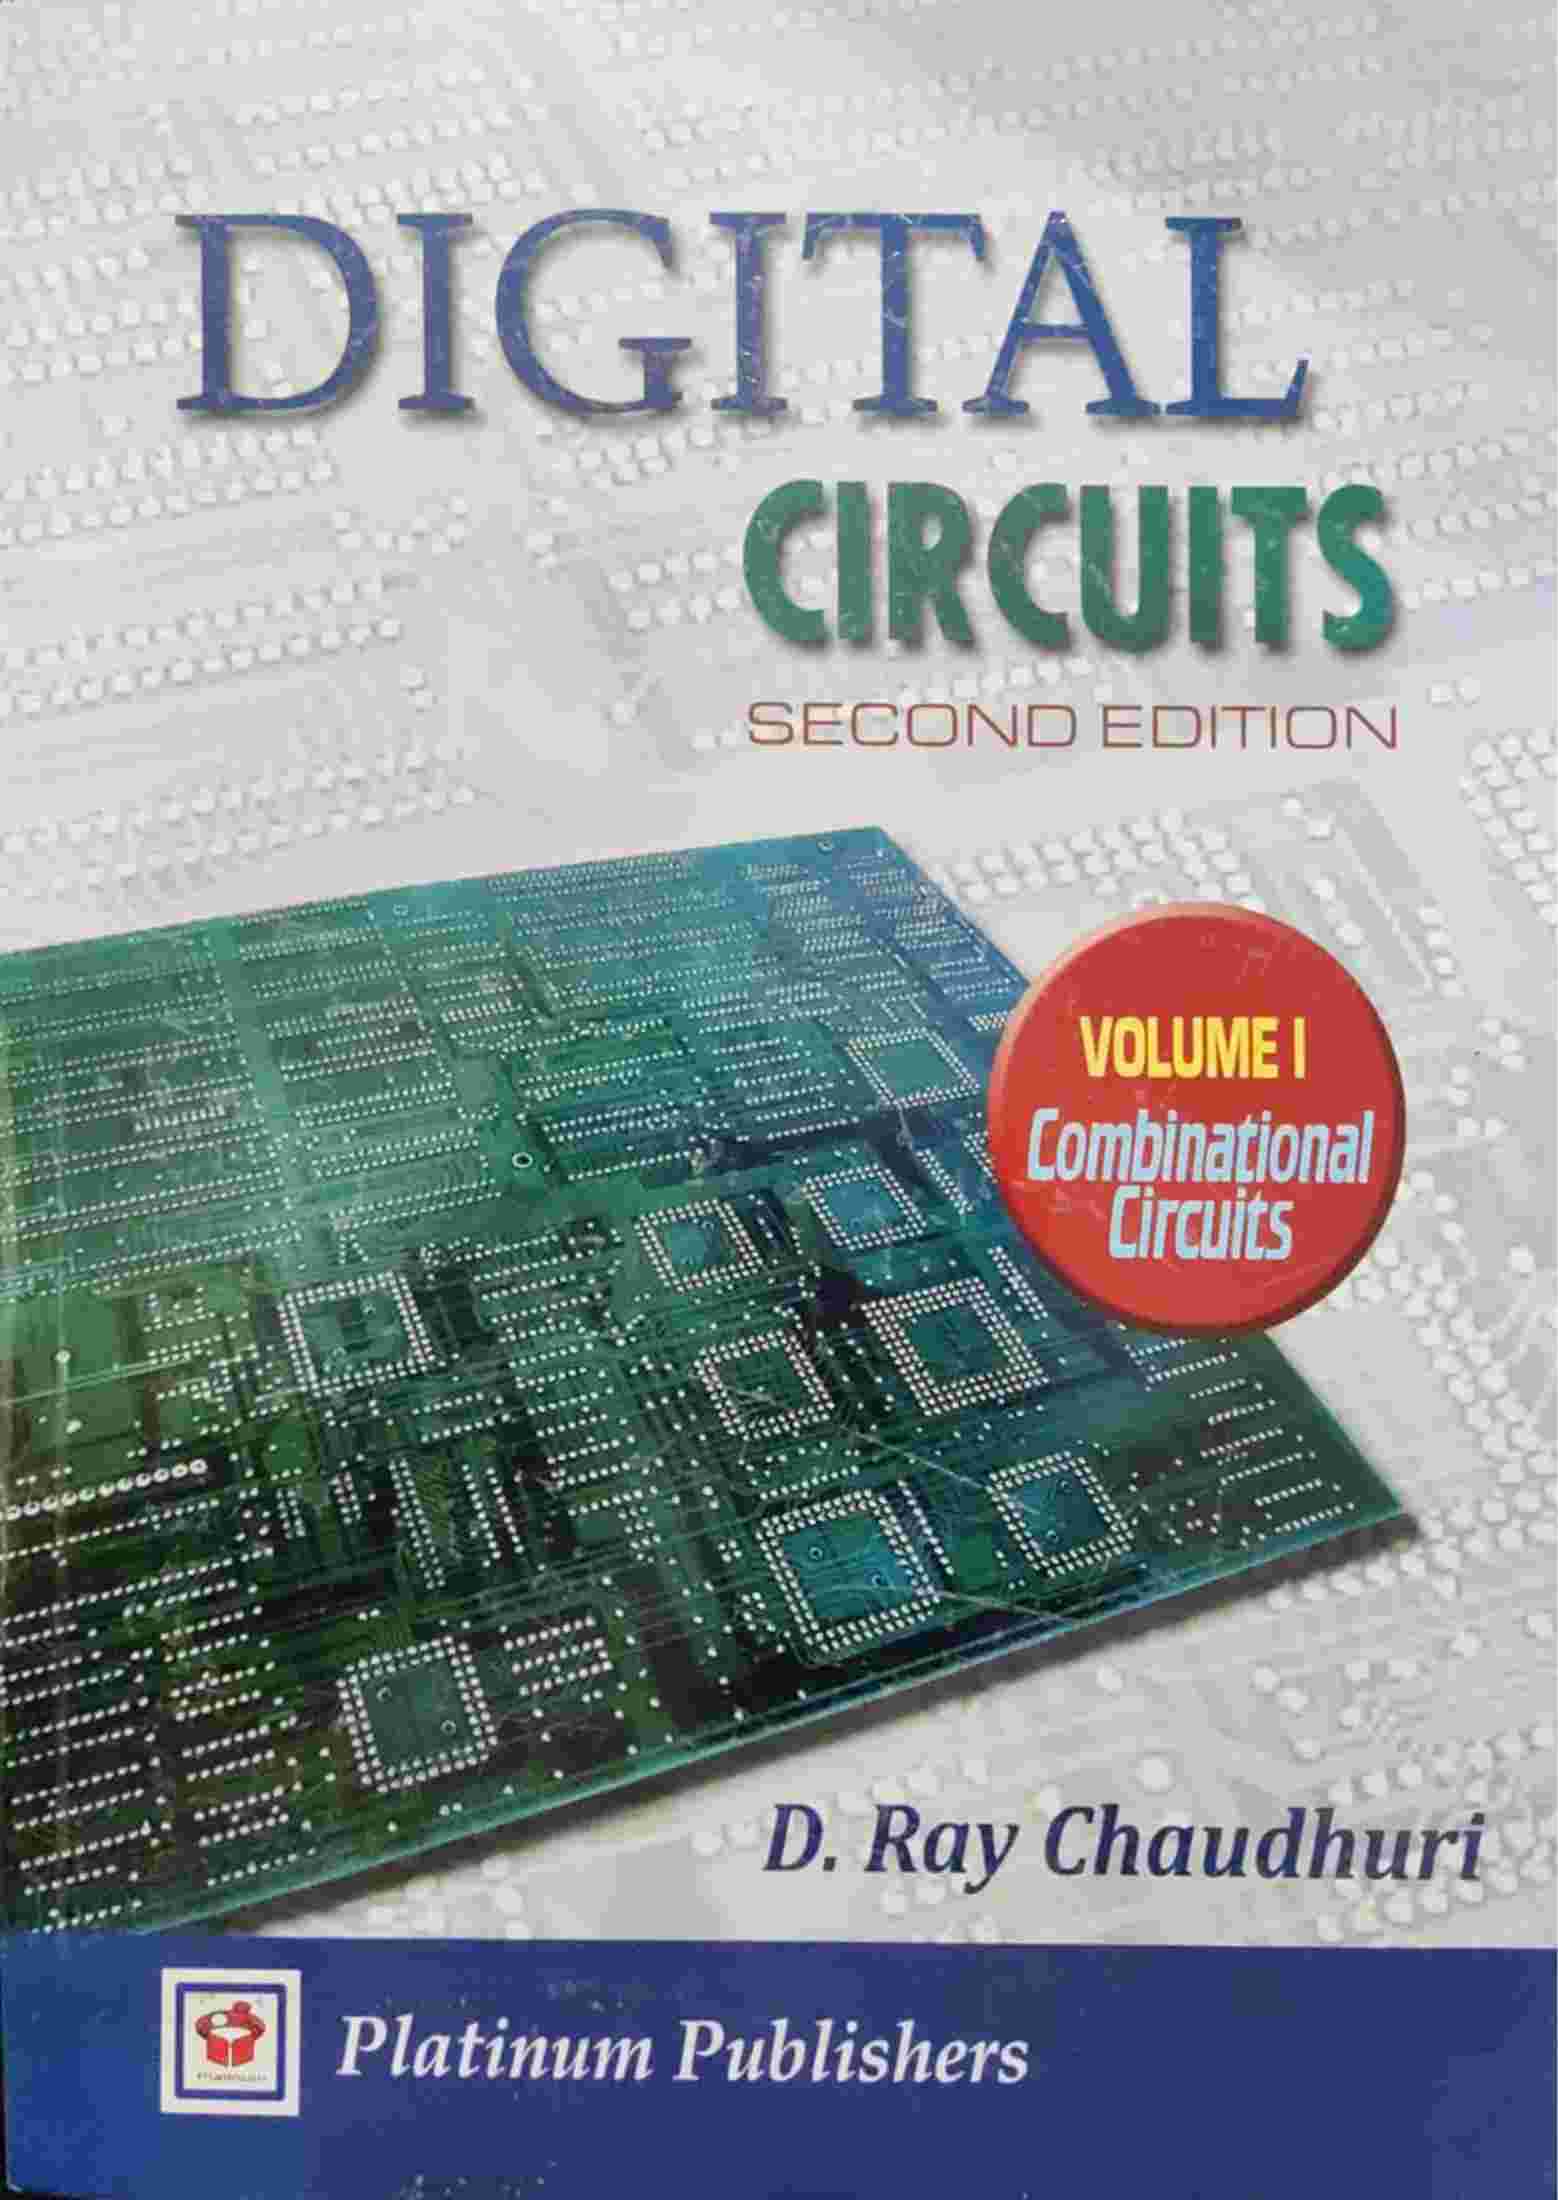 DIGITAL
CIRCUITS
SECOND EDITION
VOLUME I
Combinational
Circuits
D. Ray Chaudhuri
Platinum Publishers